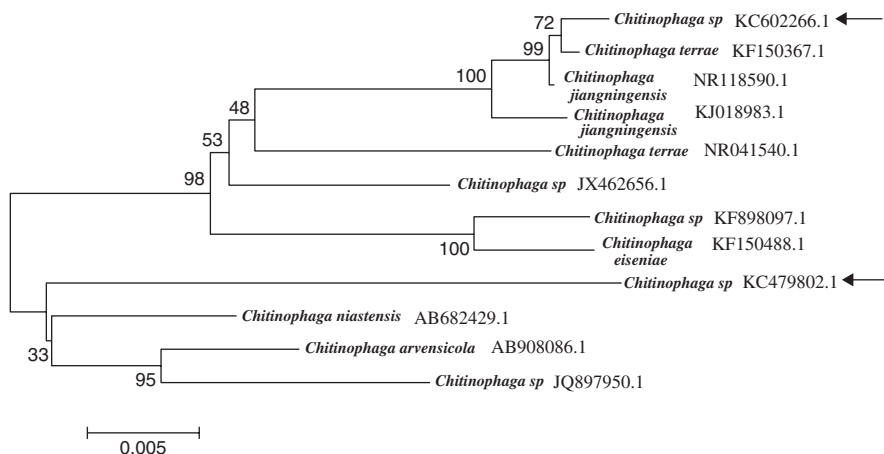 72
Chitinophaga sp KC602266.1
99
Chitinophaga terrae KF150367.1
100
Chitinophaga NR118590.1
jiangningensis
48
Chitinophaga KJ018983.1
jiangningensis
53
Chitinophaga terrae NR041540.1
98
Chitinophaga sp JX462656.1
Chitinophaga sp KF898097.1
100
Chitinophaga KF150488.1
eiseniae
Chitinophaga sp KC479802.1
Chitinophaga niastensis AB682429.1
33
Chitinophaga arvensicola AB908086.1
95
Chitinophaga sp JQ897950.1
0.005